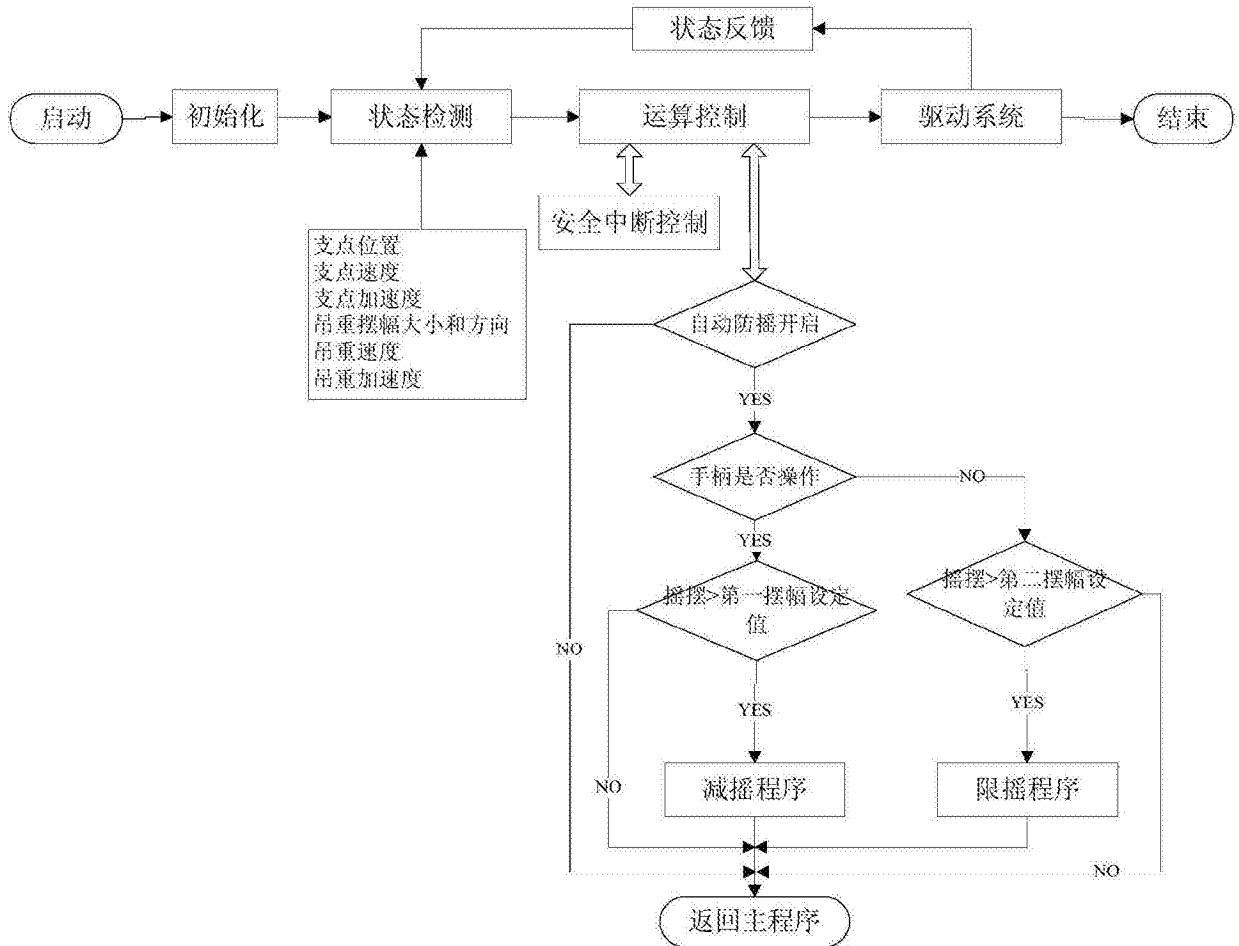 状态反馈
启动
初始化
状态检测
运算控制
驱动系统
结束
安全中断控制
支点位置
支点速度
支点加速度
吊重摆幅大小和方向
吊重速度
吊重加速度
自动防摇开启
YES
手柄是否操作
NO
YES
摇摆>第一摆幅设定
值
摇摆>第二摆幅设
定值
NO
YES
YES
NO
减摇程序
限摇程序
NO
返回主程序